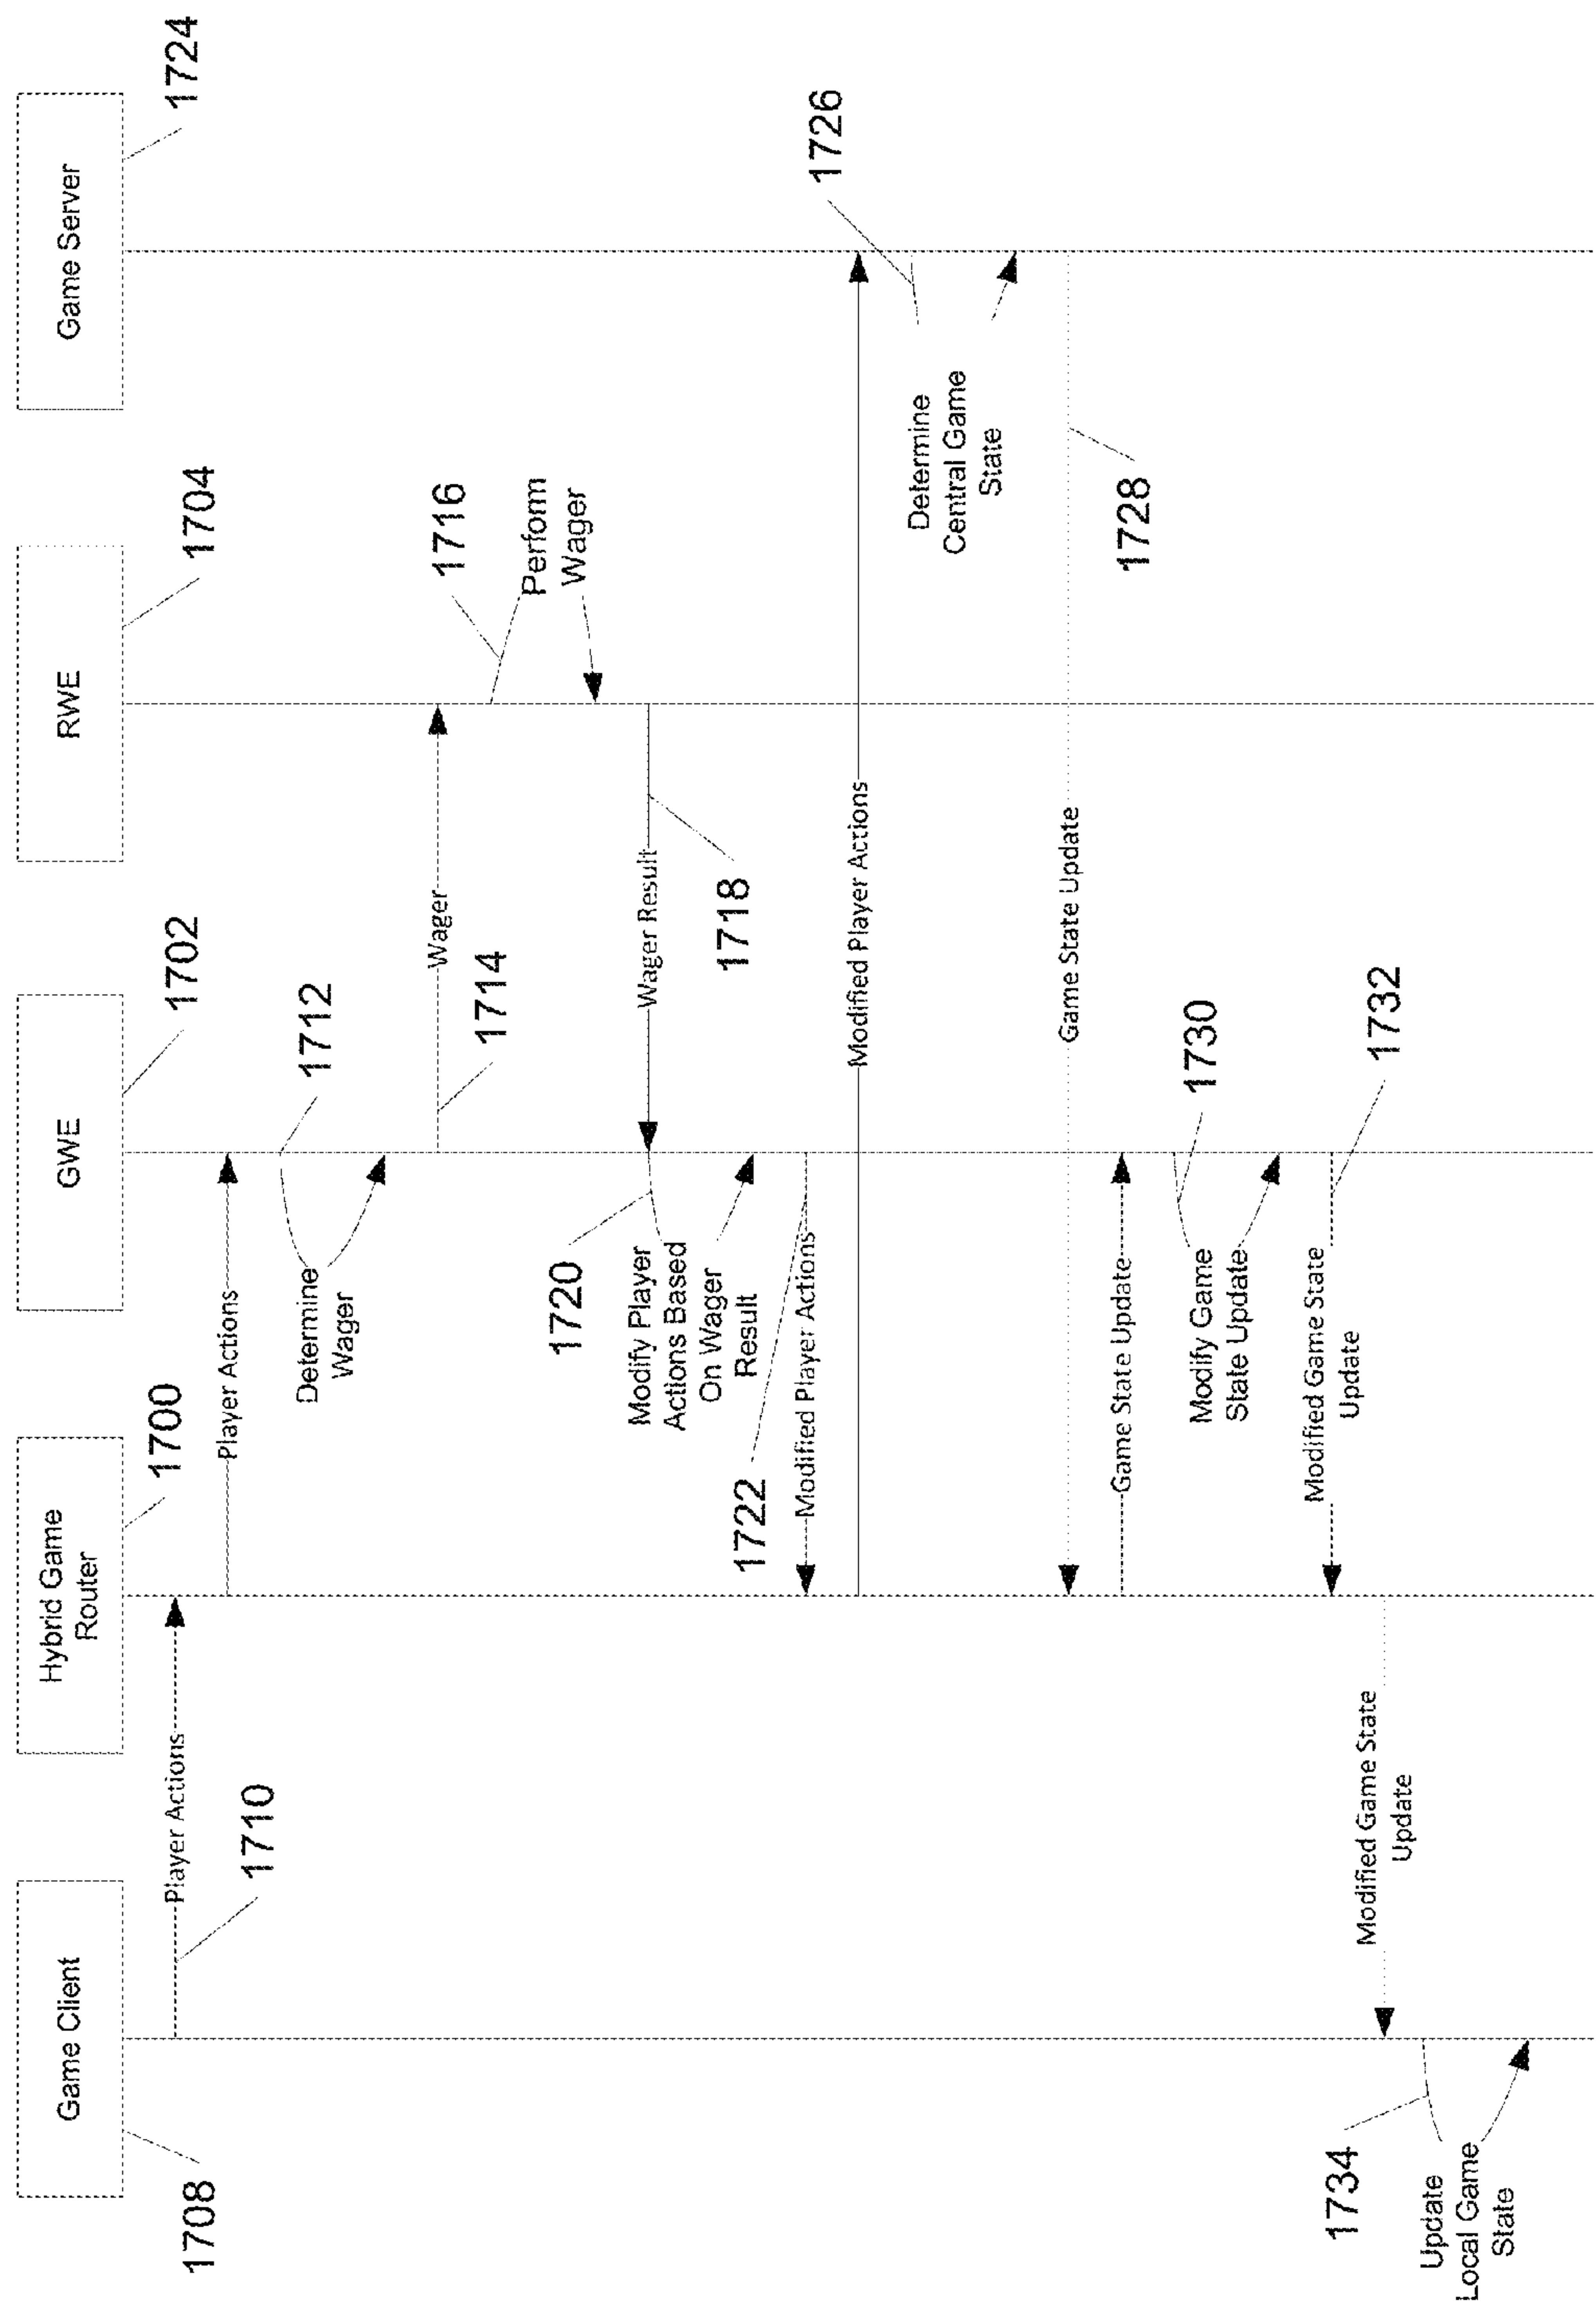 Game Client
1708
Hybrid Game
Router
1700
GWE
1702
RWE
1704
Game Server
1724
Player Actions
1710
Player Actions
Determine
Wager
1712
Wager
1714
1716
Perform
Wager
Wager Result
1718
1720
Modify Player
Actions Based
On Wager
Result
1722
Modified Player Actions
Modified Player Actions
1726
Determine
Central Game
State
Game State Update
1728
Game State Update
Modify Game
State Update
1730
Modified Game State
Update
1732
Modified Game State
Update
1734
Update
Local Game
State